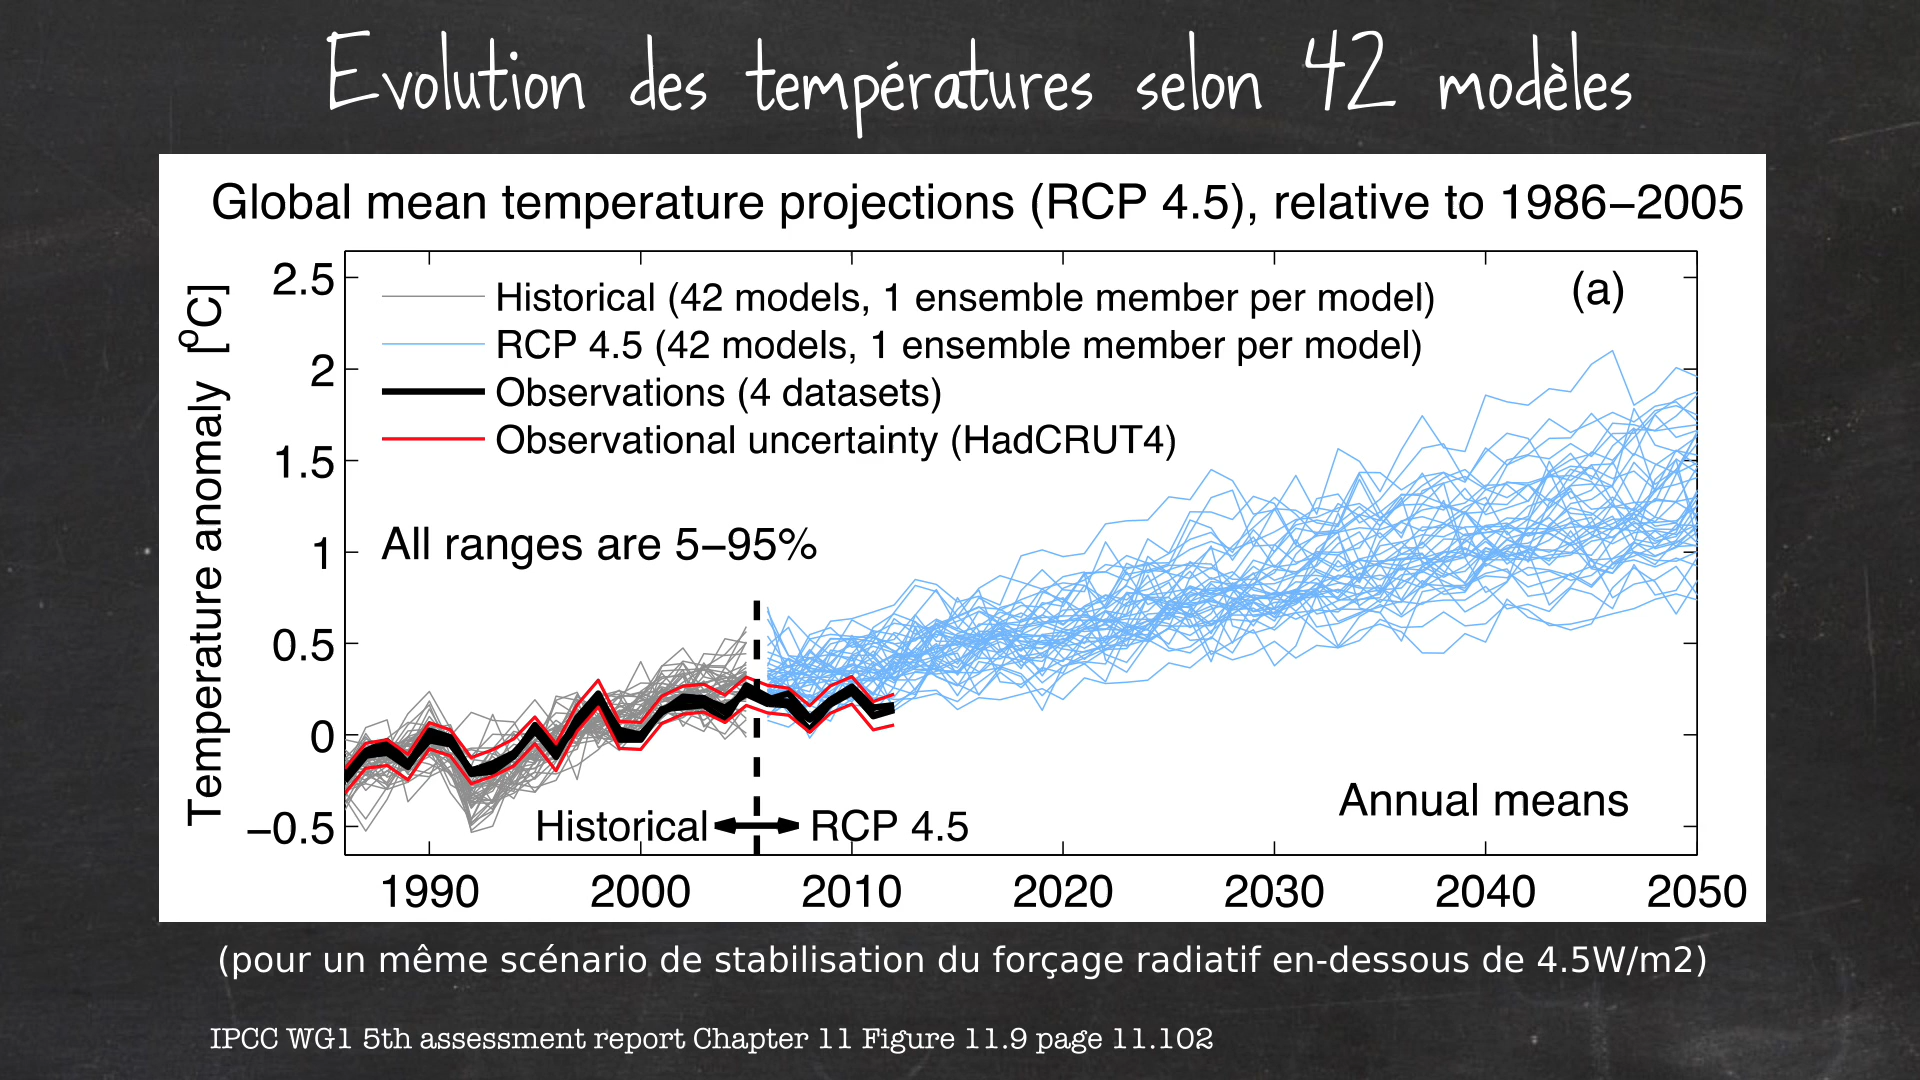 Evolution des températures selon 42 modèles
Global mean temperature projections (RCP 4.5), relative to 1986–2005
Temperature anomaly [ºC]
2.5
2
1.5
1
0.5
0
−0.5
Historical (42 models, 1 ensemble member per model)
RCP 4.5 (42 models, 1 ensemble member per model)
Observations (4 datasets)
Observational uncertainty (HadCRUT4)
(a)
All ranges are 5–95%
Historical
RCP 4.5
Annual means
1990
2000
2010
2020
2030
2040
2050
(pour un même scénario de stabilisation du forçage radiatif en-dessous de 4.5W/m2)
IPCC WG1 5th assessment report Chapter 11 Figure 11.9 page 11.102